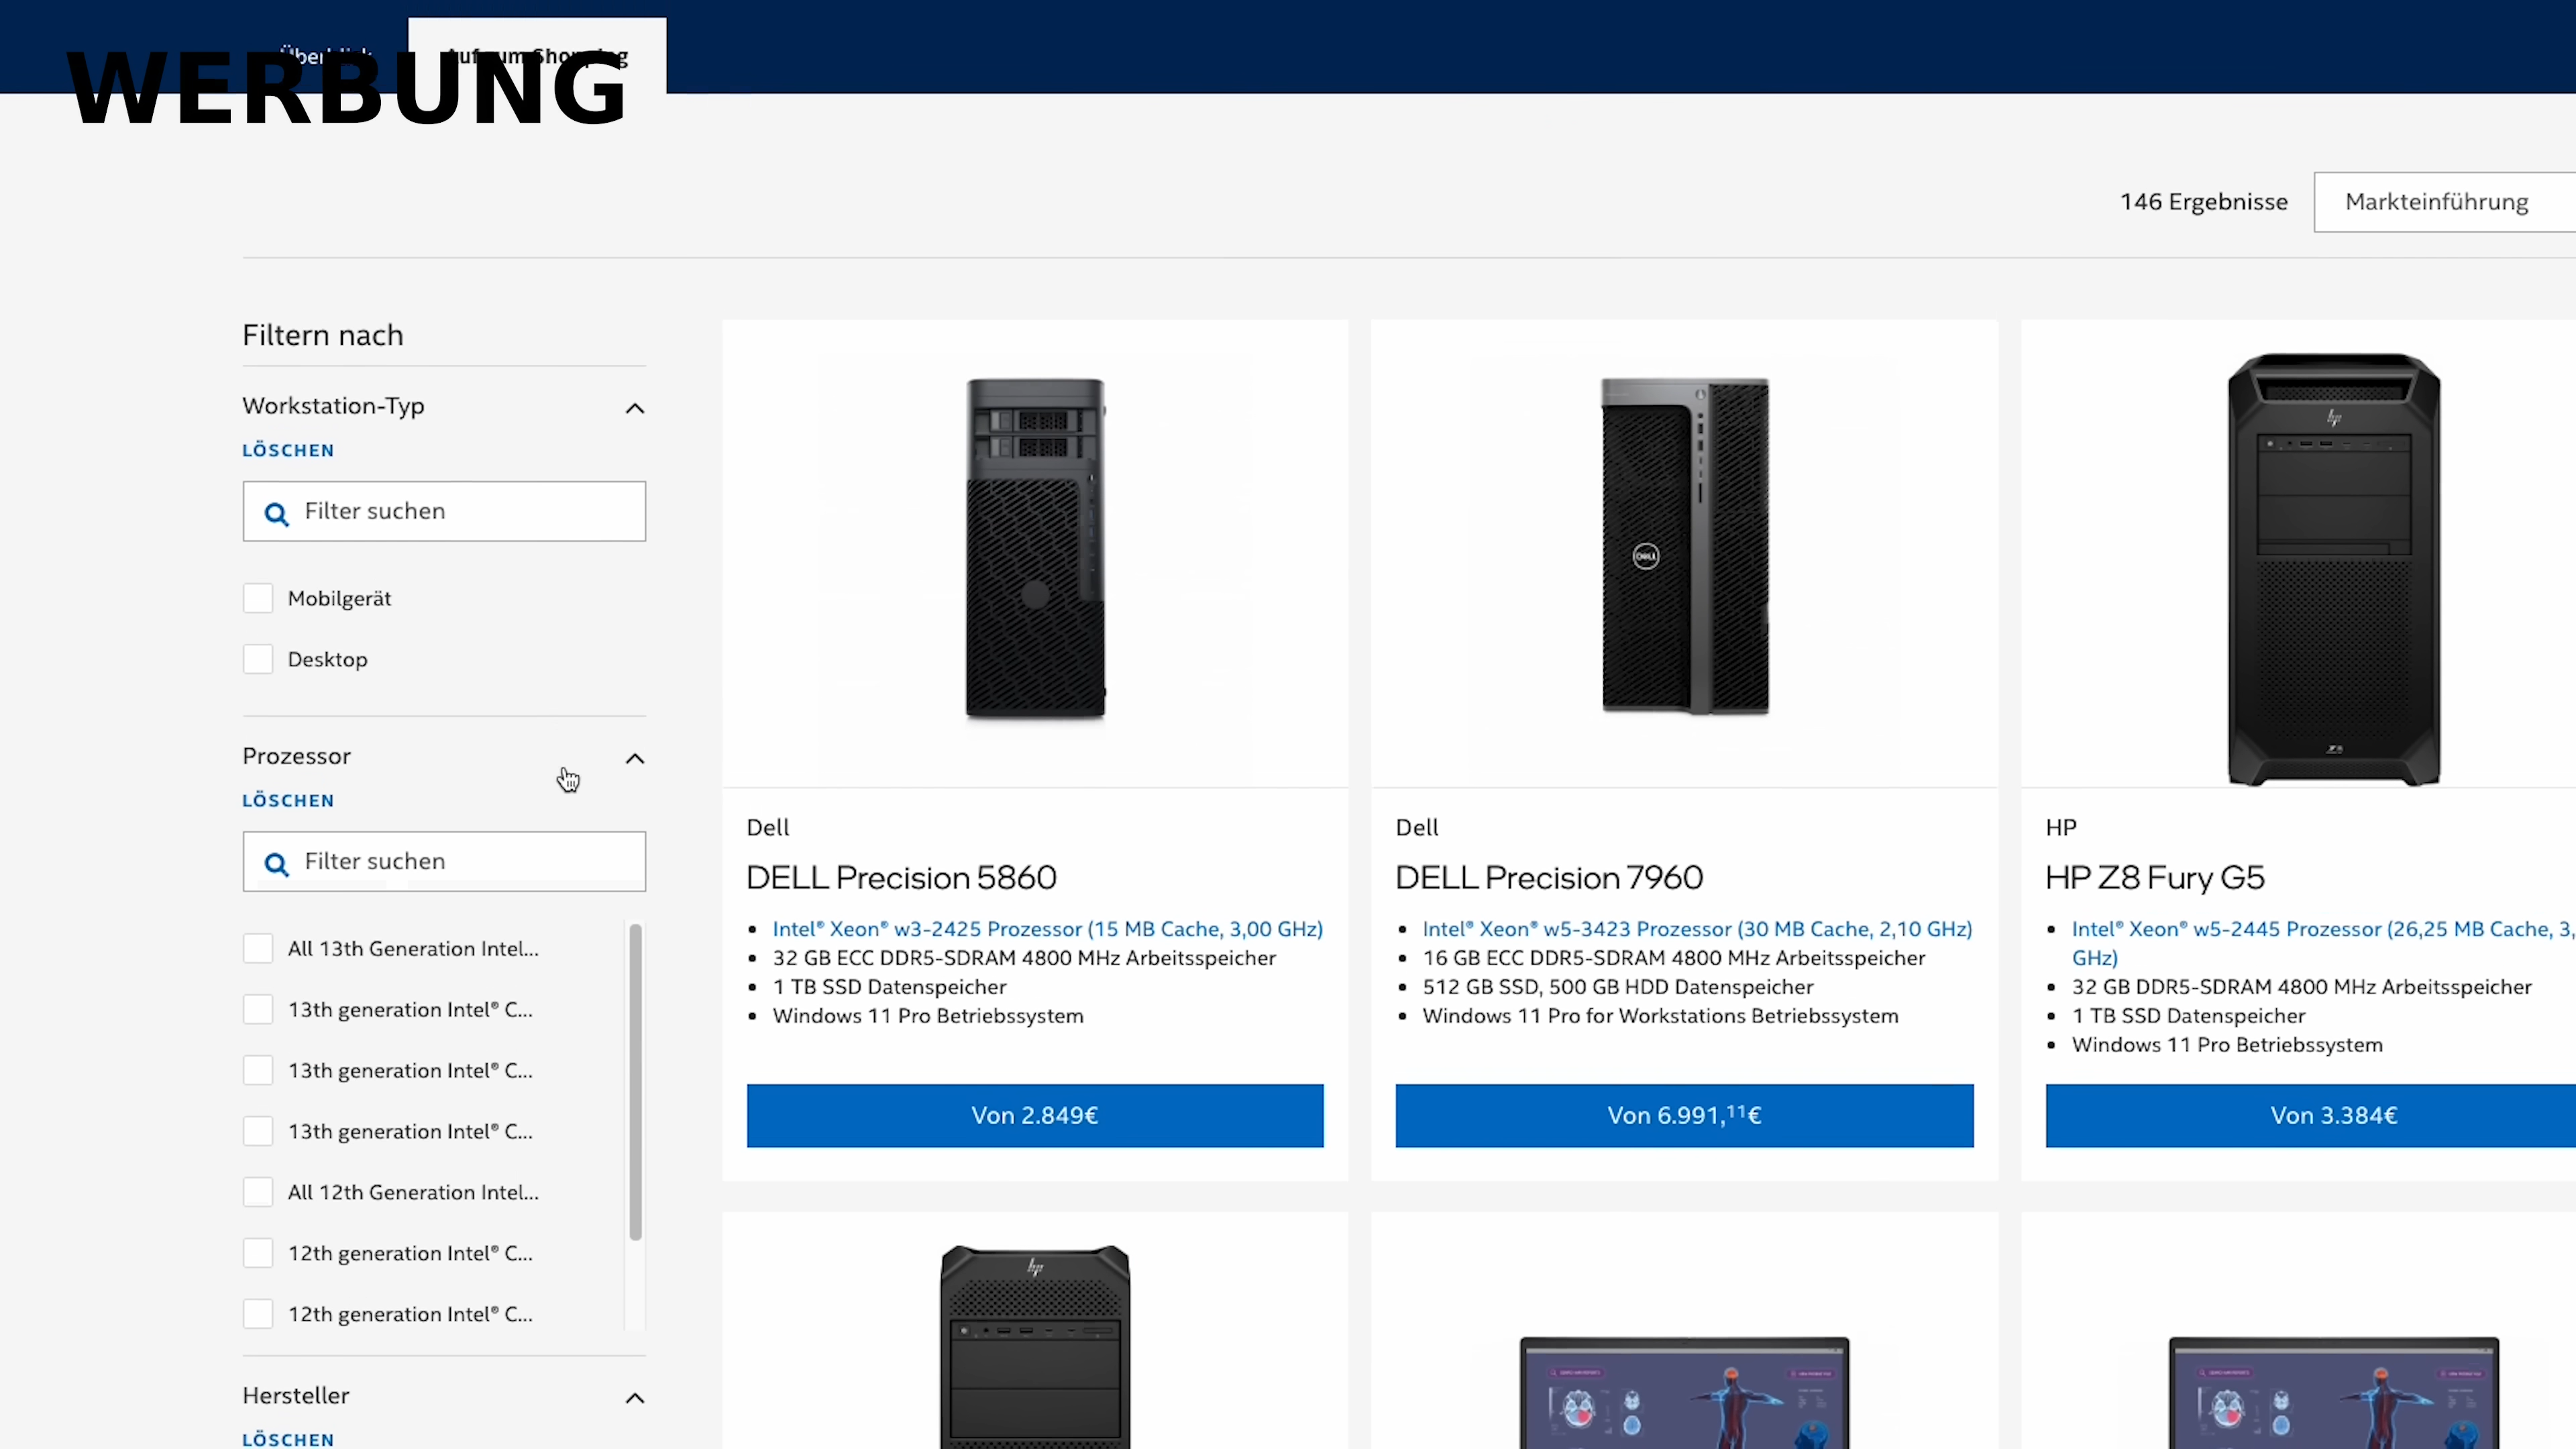 WERBUNG
146 Ergebnisse
Markteinführung
Filtern nach
Workstation-Typ
LÖSCHEN
Filter suchen
Mobilgerät
Desktop
Prozessor
LÖSCHEN
Filter suchen
All 13th Generation Intel...
13th generation Intel® C...
13th generation Intel® C...
13th generation Intel® C...
All 12th Generation Intel...
12th generation Intel® C...
12th generation Intel® C...
Hersteller
LÖSCHEN
DELL
Dell
DELL Precision 5860
Intel® Xeon® w3-2425 Prozessor (15 MB Cache, 3,00 GHz)
32 GB ECC DDR5-SDRAM 4800 MHz Arbeitsspeicher
1 TB SSD Datenspeicher
Windows 11 Pro Betriebssystem
Von 2.849€
Dell
DELL Precision 7960
Intel® Xeon® w5-3423 Prozessor (30 MB Cache, 2,10 GHz)
16 GB ECC DDR5-SDRAM 4800 MHz Arbeitsspeicher
512 GB SSD, 500 GB HDD Datenspeicher
Windows 11 Pro for Workstations Betriebssystem
Von 6.991,¹¹€
hp
HP
HP Z8 Fury G5
Intel® Xeon® w5-2445 Prozessor (26,25 MB Cache, 3,
GHz)
32 GB DDR5-SDRAM 4800 MHz Arbeitsspeicher
1 TB SSD Datenspeicher
Windows 11 Pro Betriebssystem
Von 3.384€
hp